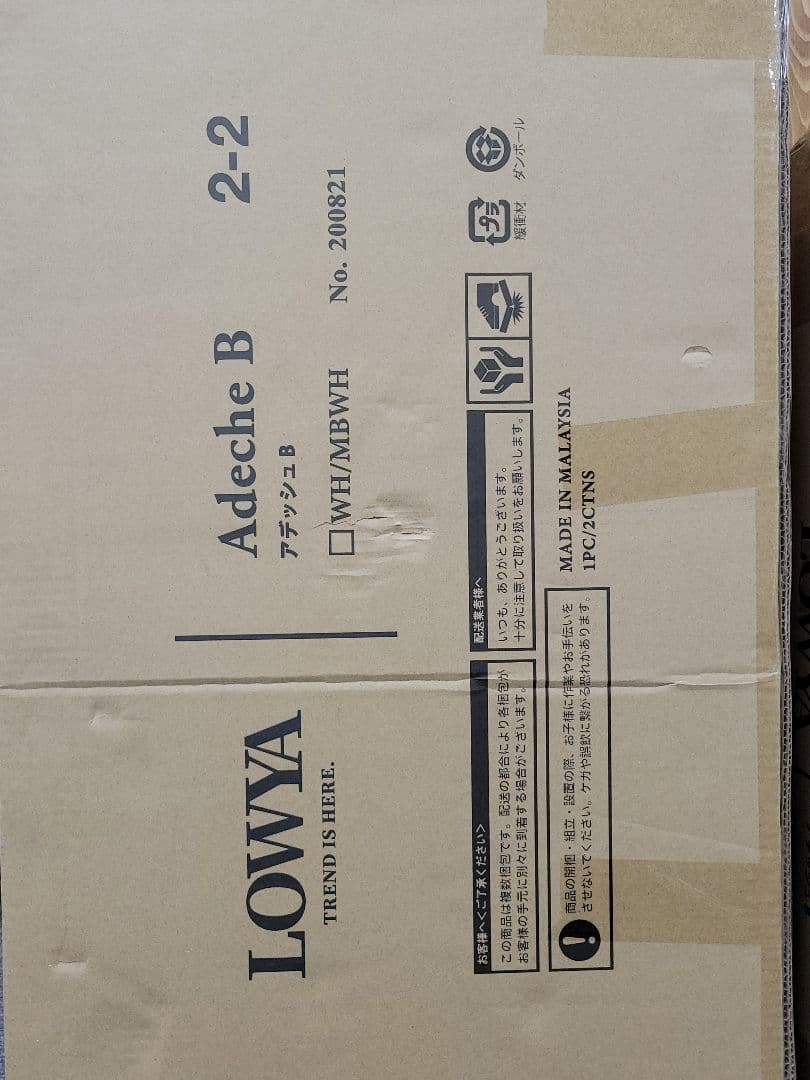 LOWYA
TREND IS HERE.
Adeche B 2-2
アデッシュB
□WH/MBWH No. 200821
お客様へ<ご了承ください>
この商品は複数梱包です。配送の都合により各梱包が
お客様の手元に別々に到着する場合がございます。
配送業者様へ
いつも、ありがとうございます。
十分に注意して取り扱いをお願いします。
プラ
緩衝材
ダンボール
商品の開梱・組立・設置の際、お子様に作業やお手伝いを
させないでください。ケガや誤飲に繋がる恐れがあります。
MADE IN MALAYSIA
1PC/2CTNS